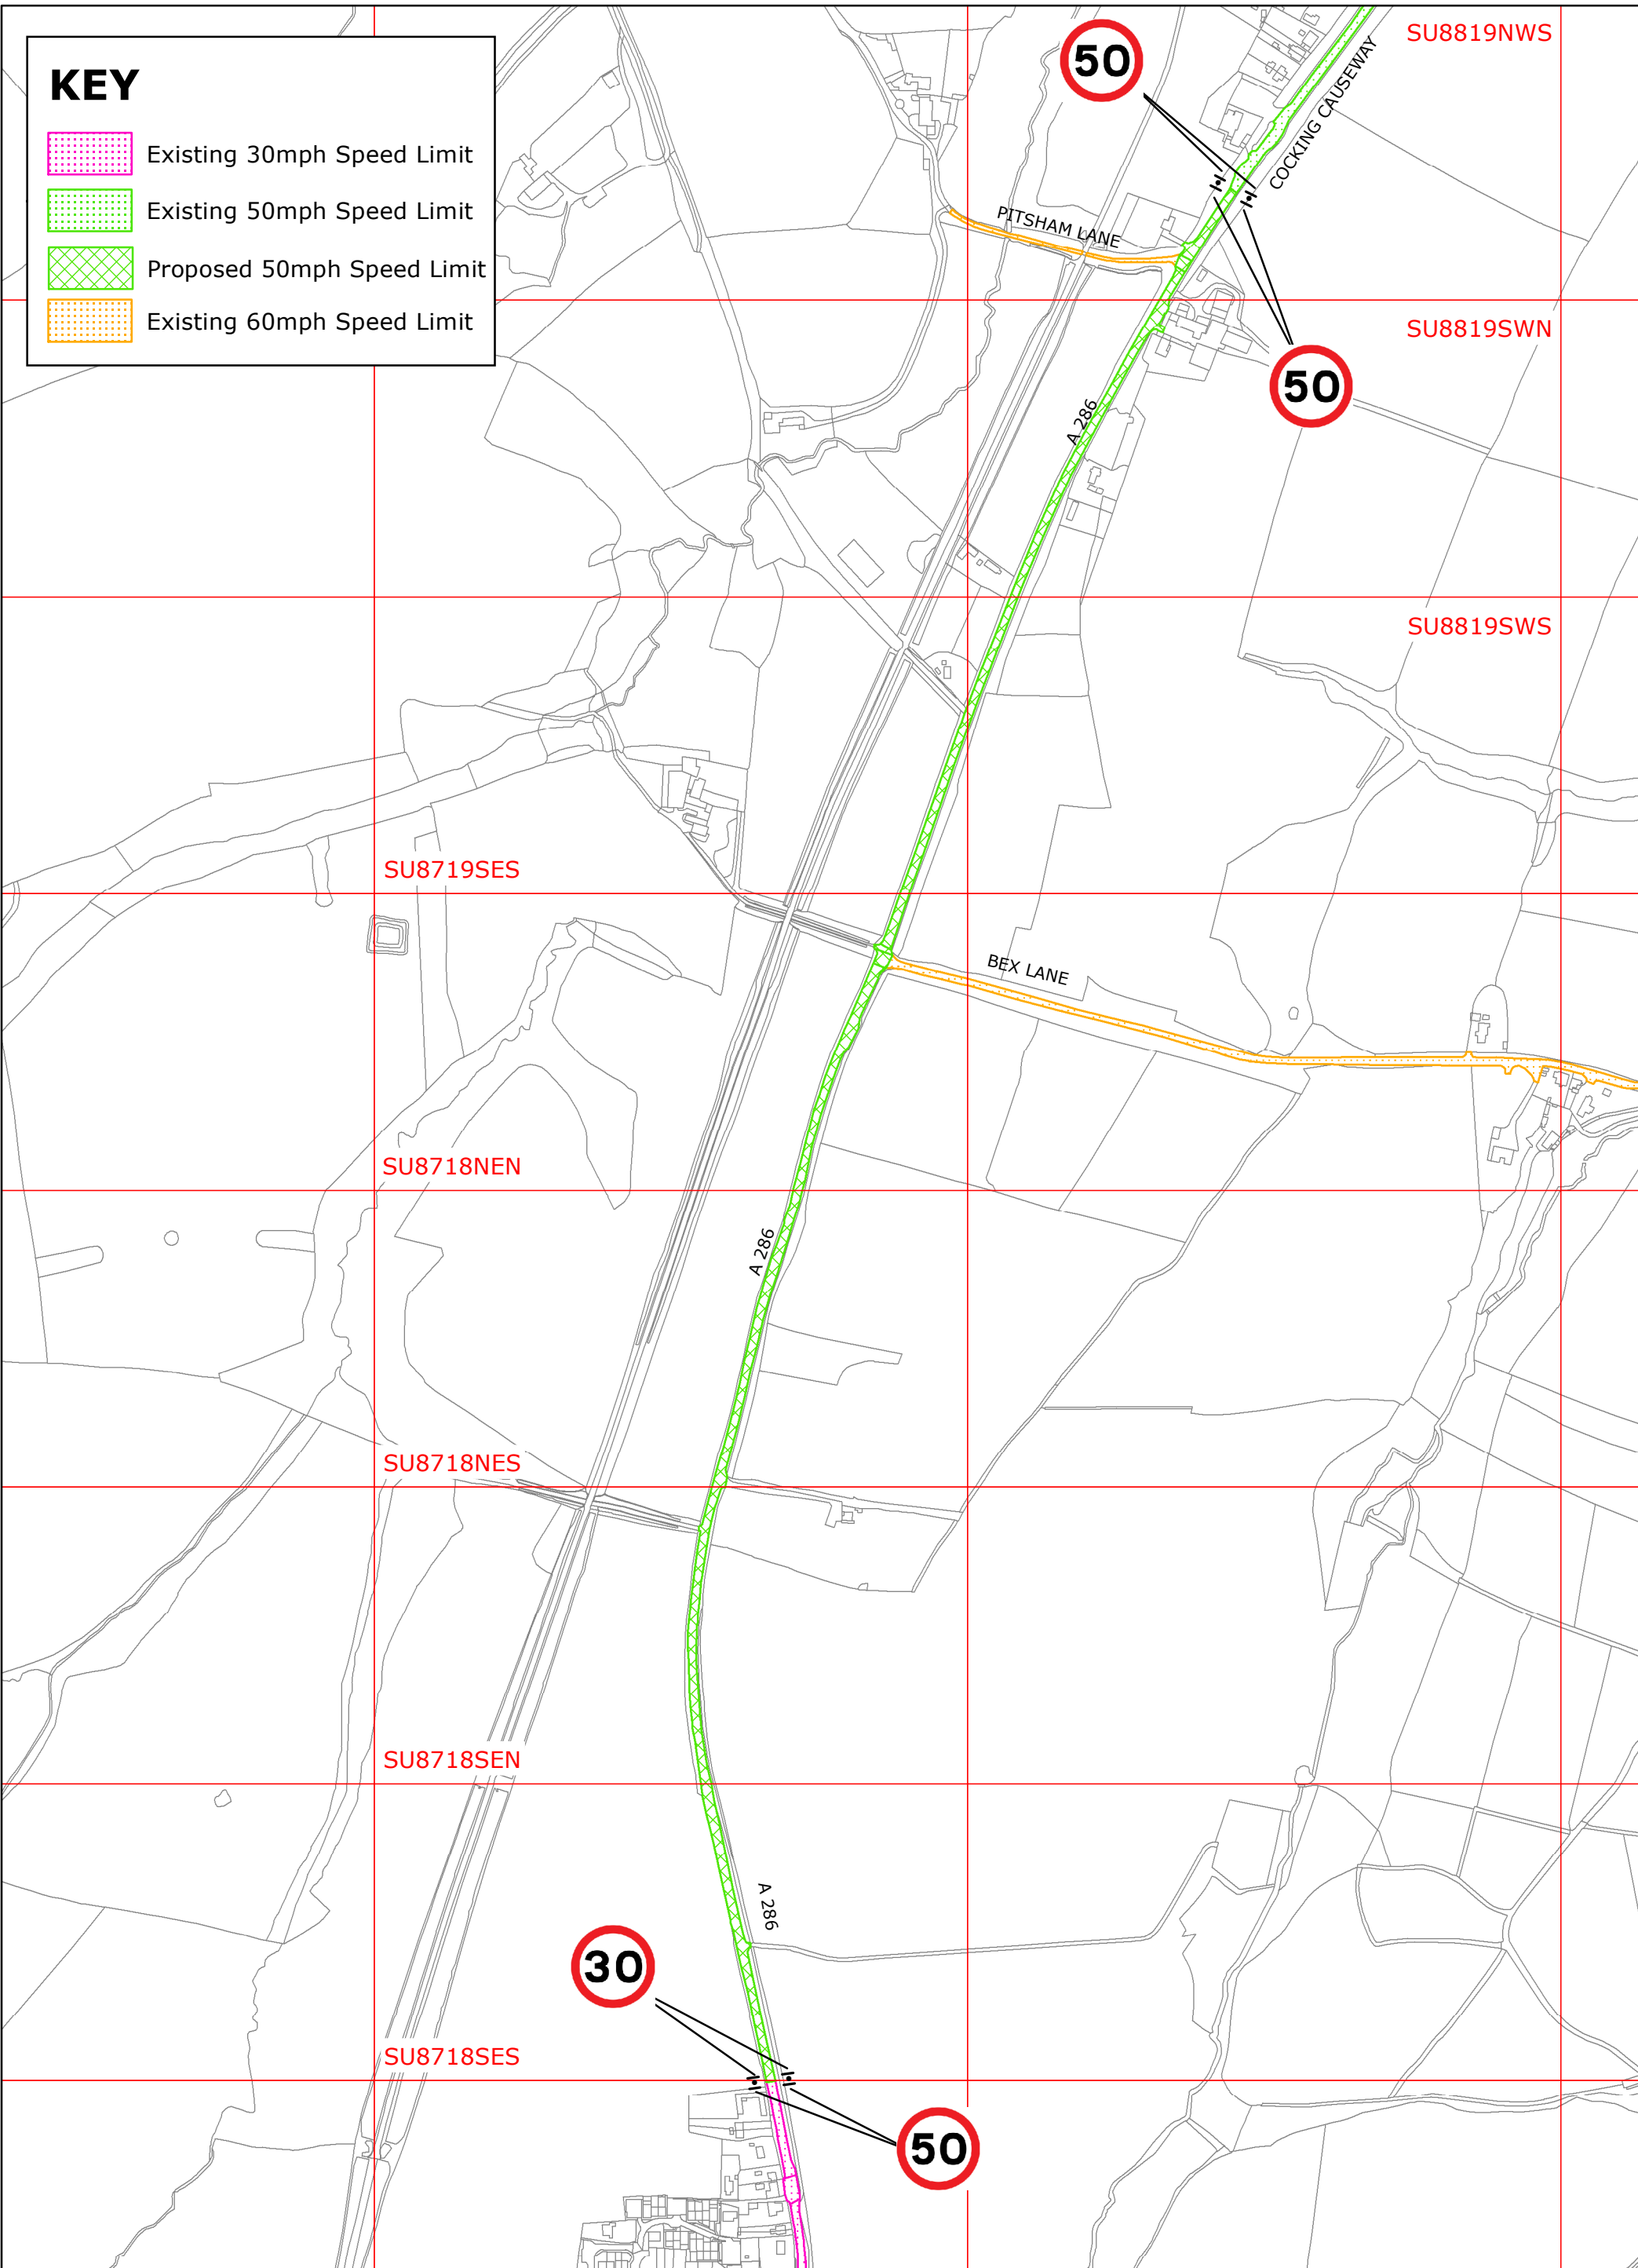 KEY
Existing 30mph Speed Limit
Existing 50mph Speed Limit
Proposed 50mph Speed Limit
Existing 60mph Speed Limit
50
SU8819NWS
COCKING CAUSEWAY
PITSHAM LANE
SU8819SWN
50
A 286
SU8819SWS
SU8719SES
BEX LANE
SU8718NEN
A 286
SU8718NES
SU8718SEN
A 286
30
SU8718SES
50